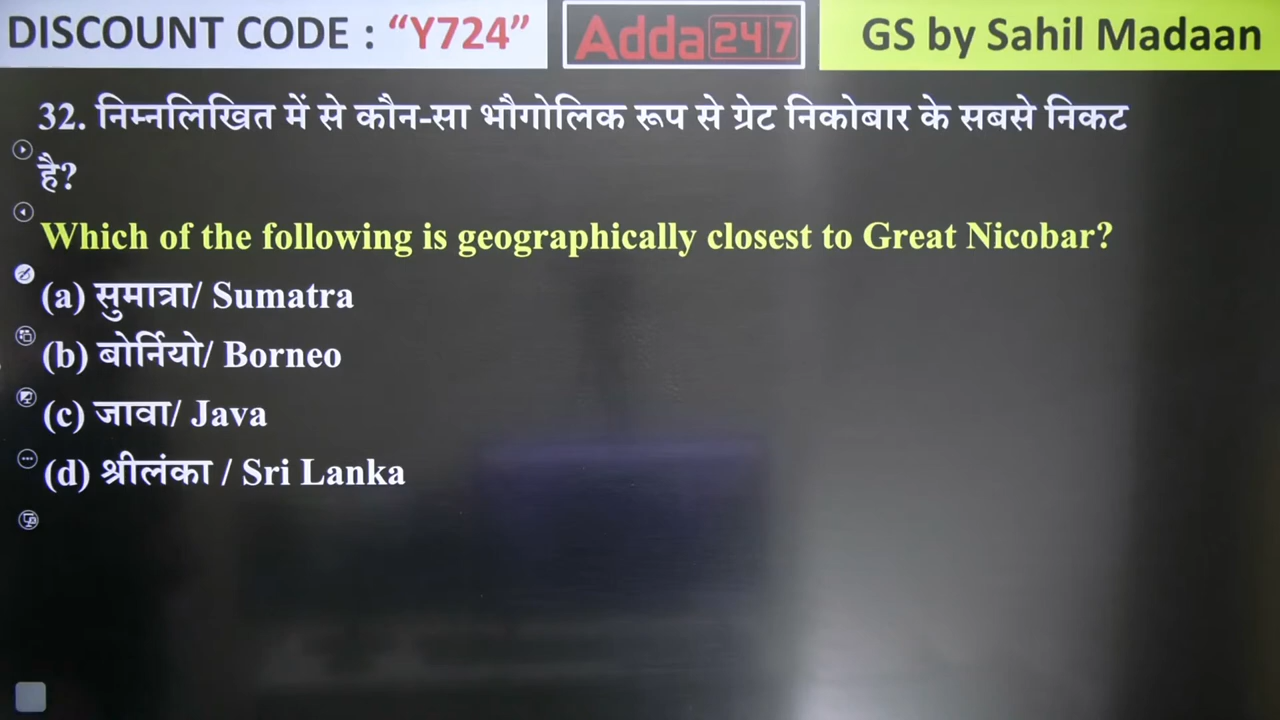 DISCOUNT CODE : “Y724”
Adda247
GS by Sahil Madaan
32. निम्नलिखित में से कौन-सा भौगोलिक रूप से ग्रेट निकोबार के सबसे निकट
है?
Which of the following is geographically closest to Great Nicobar?
(a) सुमात्रा/ Sumatra
(b) बोर्नियो/ Borneo
(c) जावा/ Java
(d) श्रीलंका / Sri Lanka